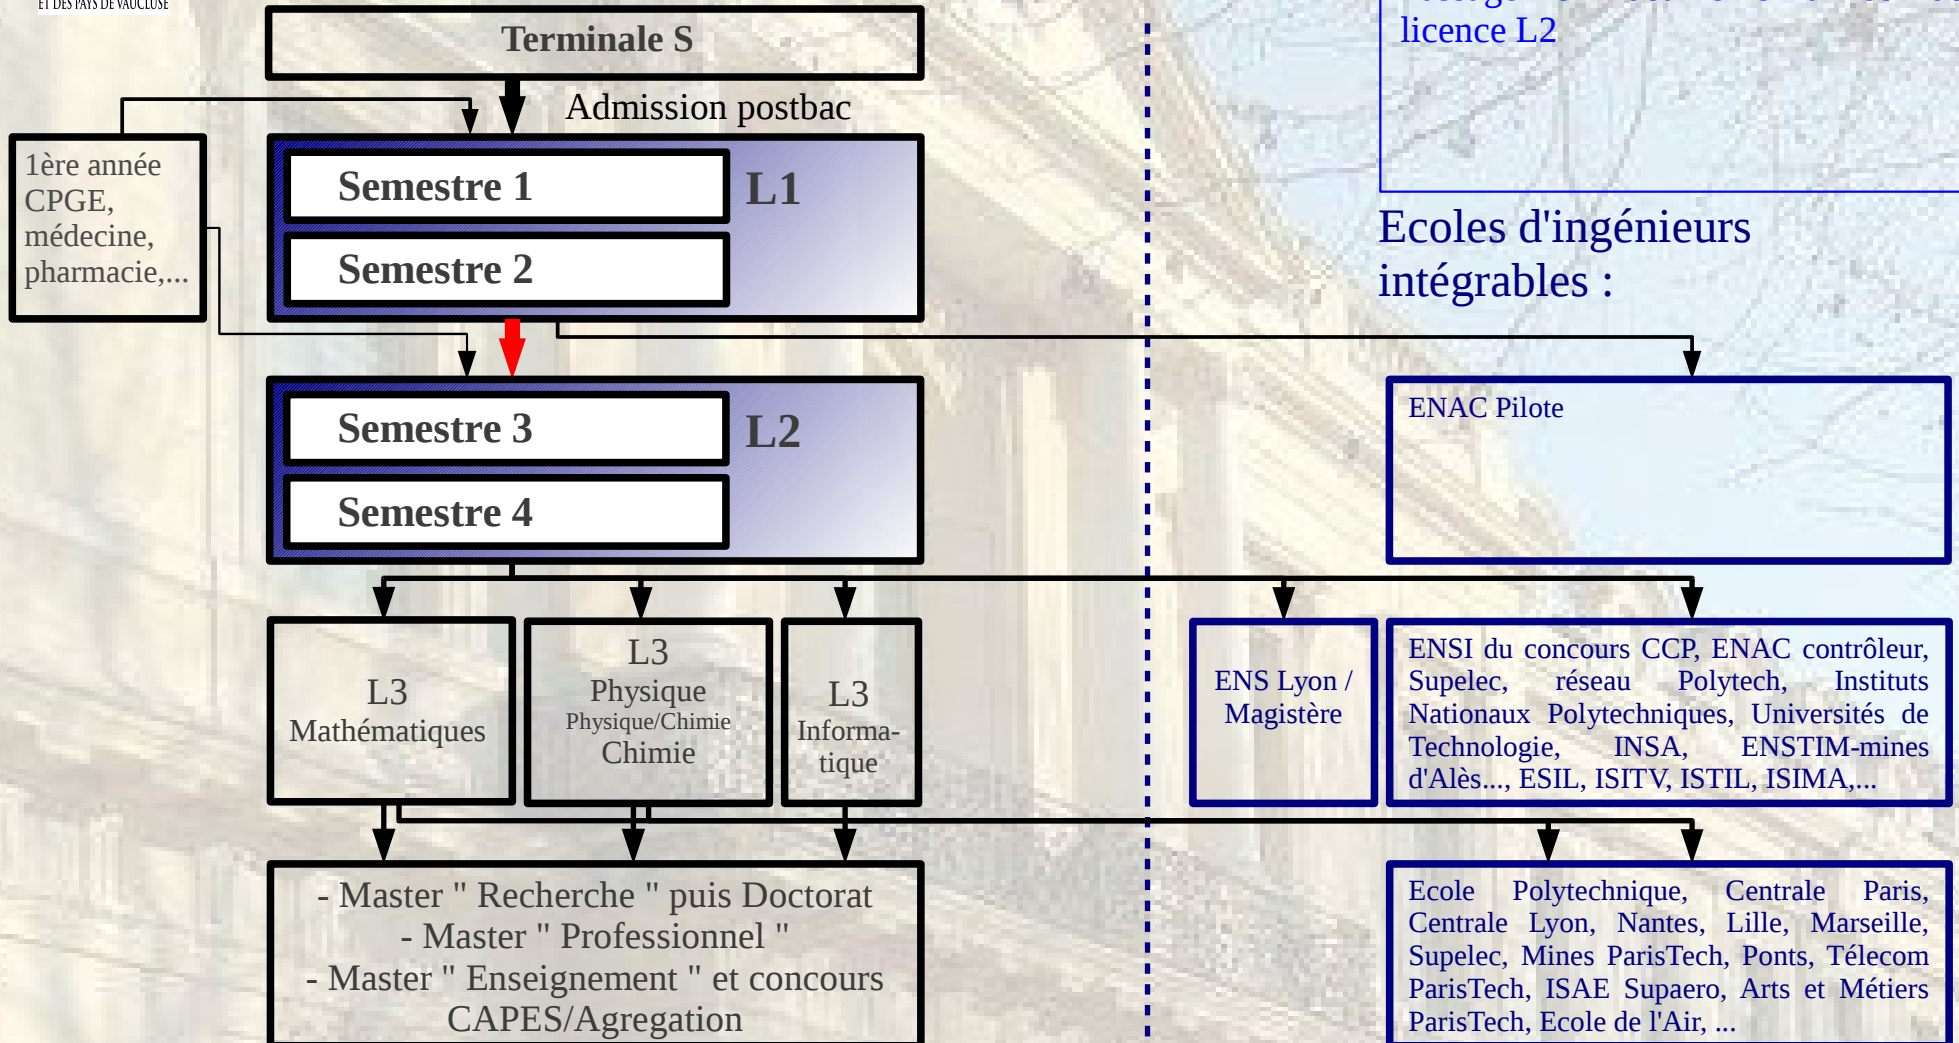 ET DES PAYS DE VAUCLUSE
Terminale S
licence L2
Admission postbac
1ère année
CPGE,
médecine,
pharmacie,...
Semestre 1
L1
Semestre 2
Ecoles d'ingénieurs
intégrables :
Semestre 3
L2
Semestre 4
ENAC Pilote
L3
Mathématiques
L3
Physique
Physique/Chimie
Chimie
L3
Informa-
tique
ENS Lyon /
Magistère
ENSI du concours CCP, ENAC contrôleur,
Supelec, réseau Polytech, Instituts
Nationaux Polytechniques, Universités de
Technologie, INSA, ENSTIM-mines
d'Alès..., ESIL, ISITV, ISTIL, ISIMA,...
- Master " Recherche " puis Doctorat
- Master " Professionnel "
- Master " Enseignement " et concours
CAPES/Agregation
Ecole Polytechnique, Centrale Paris,
Centrale Lyon, Nantes, Lille, Marseille,
Supelec, Mines ParisTech, Ponts, Télecom
ParisTech, ISAE Supaero, Arts et Métiers
ParisTech, Ecole de l'Air, ...